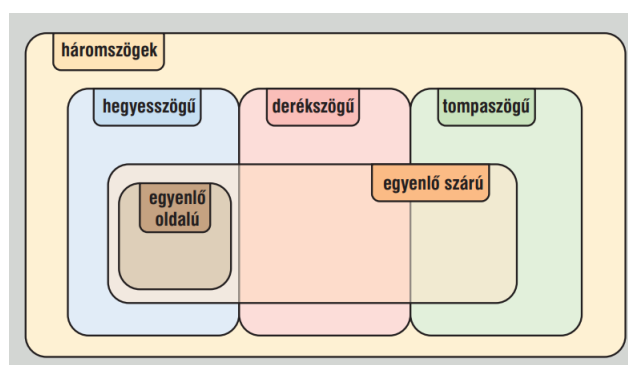 háromszögek
hegyesszögű
derékszögű
tompaszögű
egyenlő szárú
egyenlő
oldalú